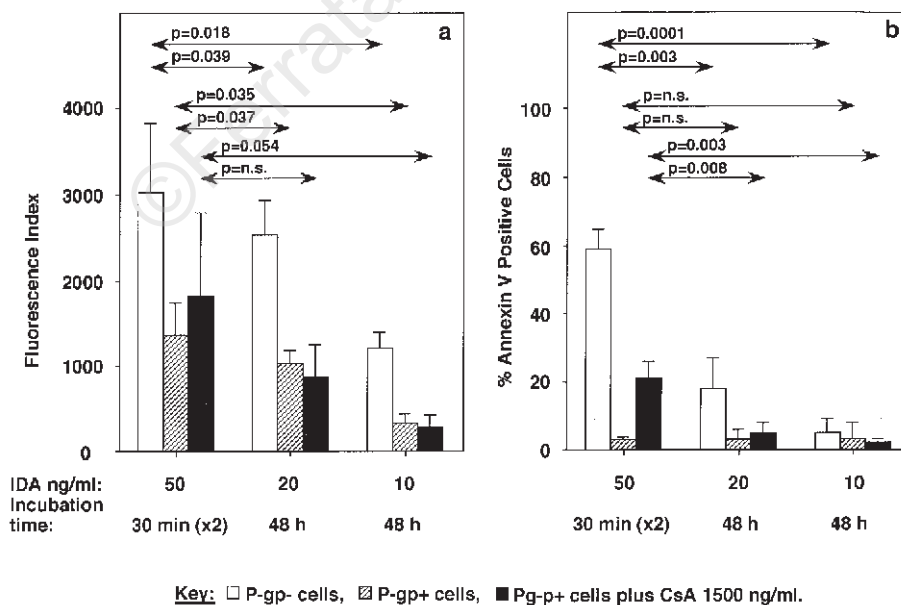 ©Ferrata
a
p=0.018
p=0.039
p=0.035
p=0.037
p=0.054
p=n.s.
4000
3000
2000
1000
0
Fluorescence Index
b
p=0.0001
p=0.003
p=n.s.
p=n.s.
p=0.003
p=0.008
100
80
60
40
20
0
% Annexin V Positive Cells
IDA ng/ml: 50 20 10 50 20 10
Incubation
time: 30 min (x2) 48 h 48 h 30 min (x2) 48 h 48 h
Key: P-gp- cells, P-gp+ cells, Pg-p+ cells plus CsA 1500 ng/ml.